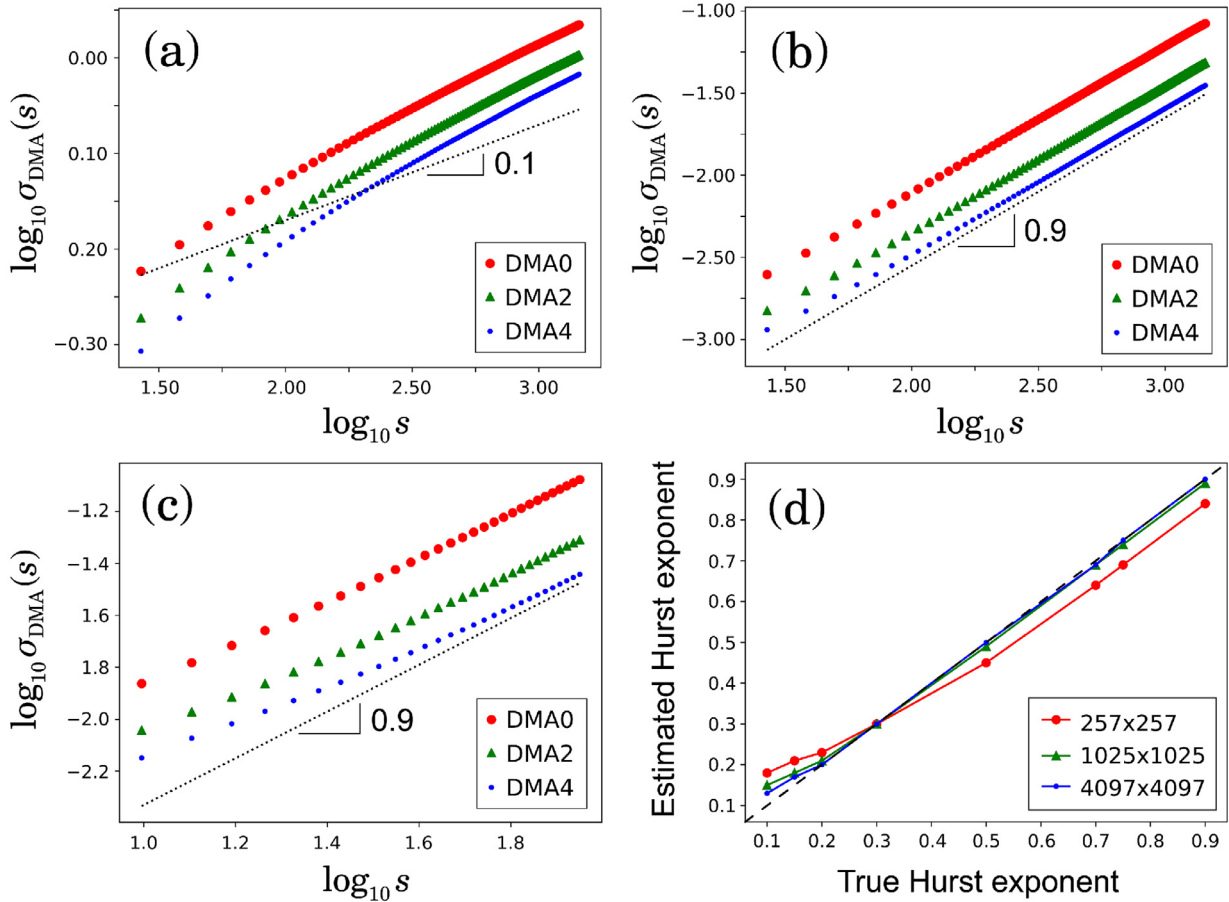 (a)
log₁₀ σ_DMA(s)
0.00
0.10
0.20
−0.30
0.1
DMA0
DMA2
DMA4
1.50 2.00 2.50 3.00
log₁₀ s
(b)
log₁₀ σ_DMA(s)
−1.00
−1.50
−2.00
−2.50
−3.00
0.9
DMA0
DMA2
DMA4
1.50 2.00 2.50 3.00
log₁₀ s
(c)
log₁₀ σ_DMA(s)
−1.2
−1.4
1.6
1.8
−2.0
−2.2
0.9
DMA0
DMA2
DMA4
1.0 1.2 1.4 1.6 1.8
log₁₀ s
(d)
Estimated Hurst exponent
0.9
0.8
0.7
0.6
0.5
0.4
0.3
0.2
0.1
257x257
1025x1025
4097x4097
0.1 0.2 0.3 0.4 0.5 0.6 0.7 0.8 0.9
True Hurst exponent